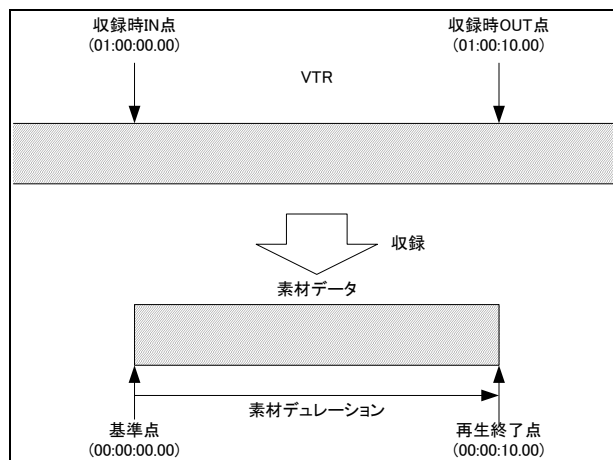 収録時IN点
(01:00:00.00)
収録時OUT点
(01:00:10.00)
VTR
収録
素材データ
素材デュレーション
基準点
(00:00:00.00)
再生終了点
(00:00:10.00)